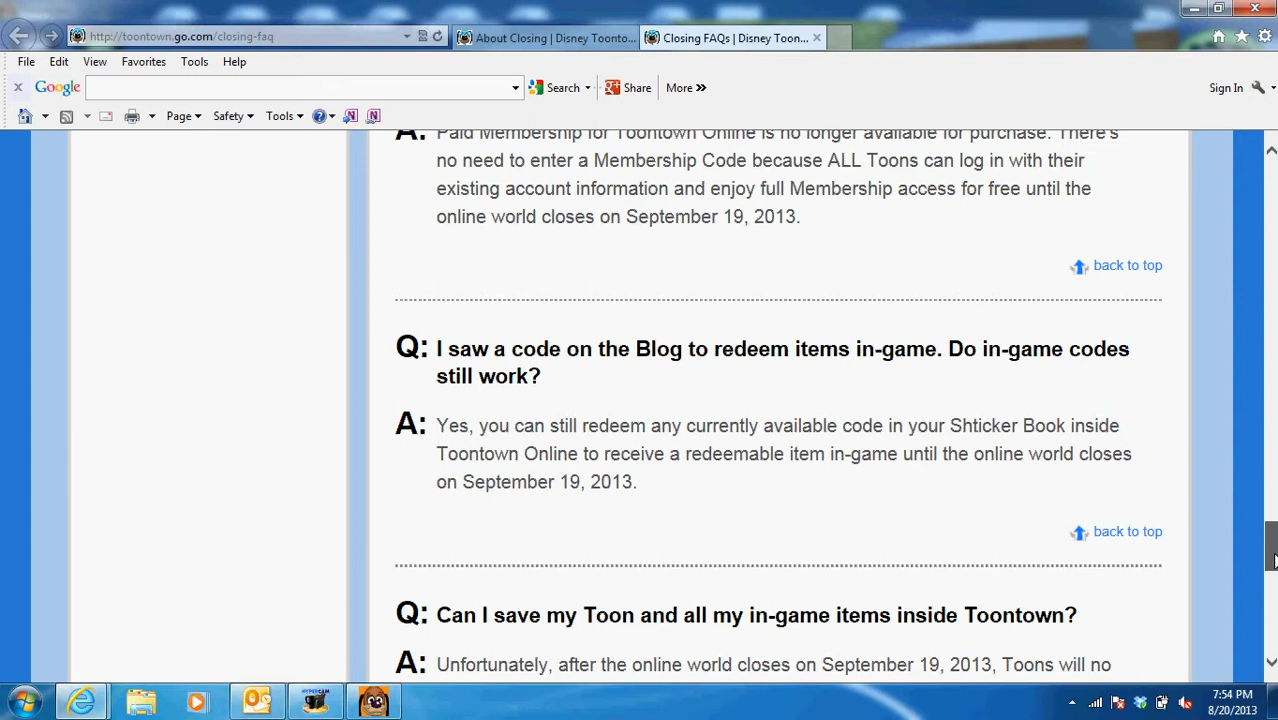 http://toontown.go.com/closing-faq
About Closing | Disney Toonto...
Closing FAQs | Disney Toon...
File Edit View Favorites Tools Help
x Google Search Share More » Sign In
Page Safety Tools
A: Paid Membership for Toontown Online is no longer available for purchase. There's
no need to enter a Membership Code because ALL Toons can log in with their
existing account information and enjoy full Membership access for free until the
online world closes on September 19, 2013.
back to top
Q: I saw a code on the Blog to redeem items in-game. Do in-game codes
still work?
A: Yes, you can still redeem any currently available code in your Shticker Book inside
Toontown Online to receive a redeemable item in-game until the online world closes
on September 19, 2013.
back to top
Q: Can I save my Toon and all my in-game items inside Toontown?
A: Unfortunately, after the online world closes on September 19, 2013, Toons will no
HYPERCAM
7:54 PM
8/20/2013